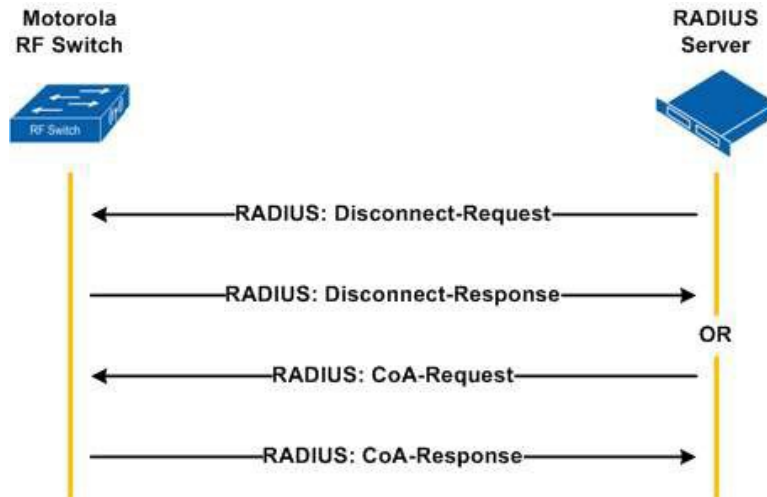 Motorola
RF Switch
RADIUS
Server
RF Switch
RADIUS: Disconnect-Request
RADIUS: Disconnect-Response
OR
RADIUS: CoA-Request
RADIUS: CoA-Response